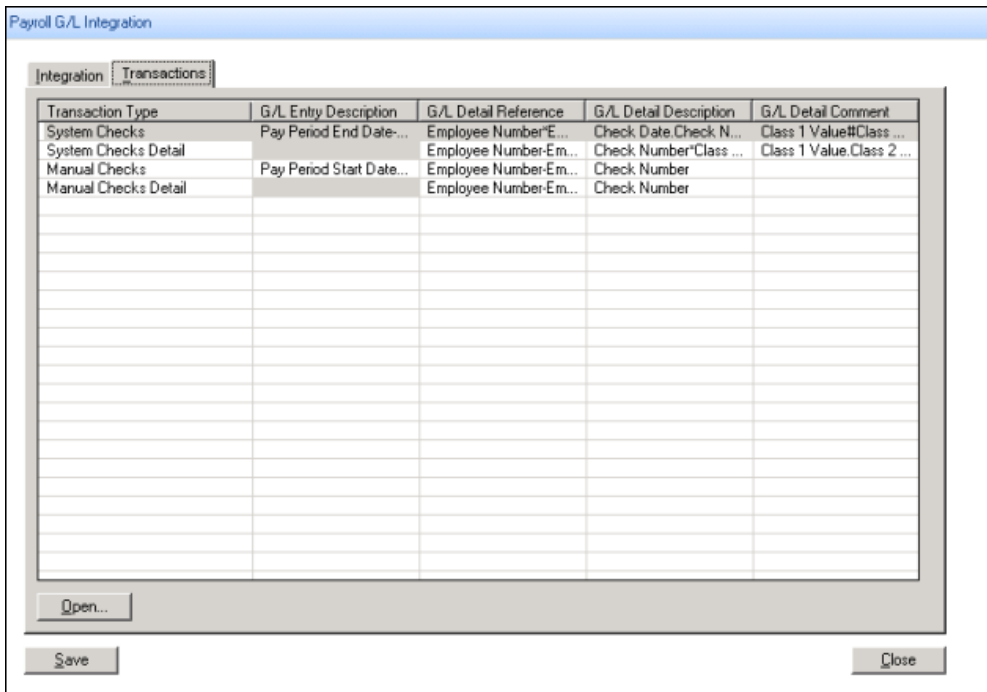 Payroll G/L Integration
Integration Transactions
Transaction Type G/L Entry Description G/L Detail Reference G/L Detail Description G/L Detail Comment
System Checks Pay Period End Date-... Employee Number*E... Check Date.Check N... Class 1 Value#Class ...
System Checks Detail Employee Number-Em... Check Number*Class ... Class 1 Value.Class 2 ...
Manual Checks Pay Period Start Date... Employee Number-Em... Check Number
Manual Checks Detail Employee Number-Em... Check Number
Open...
Save Close